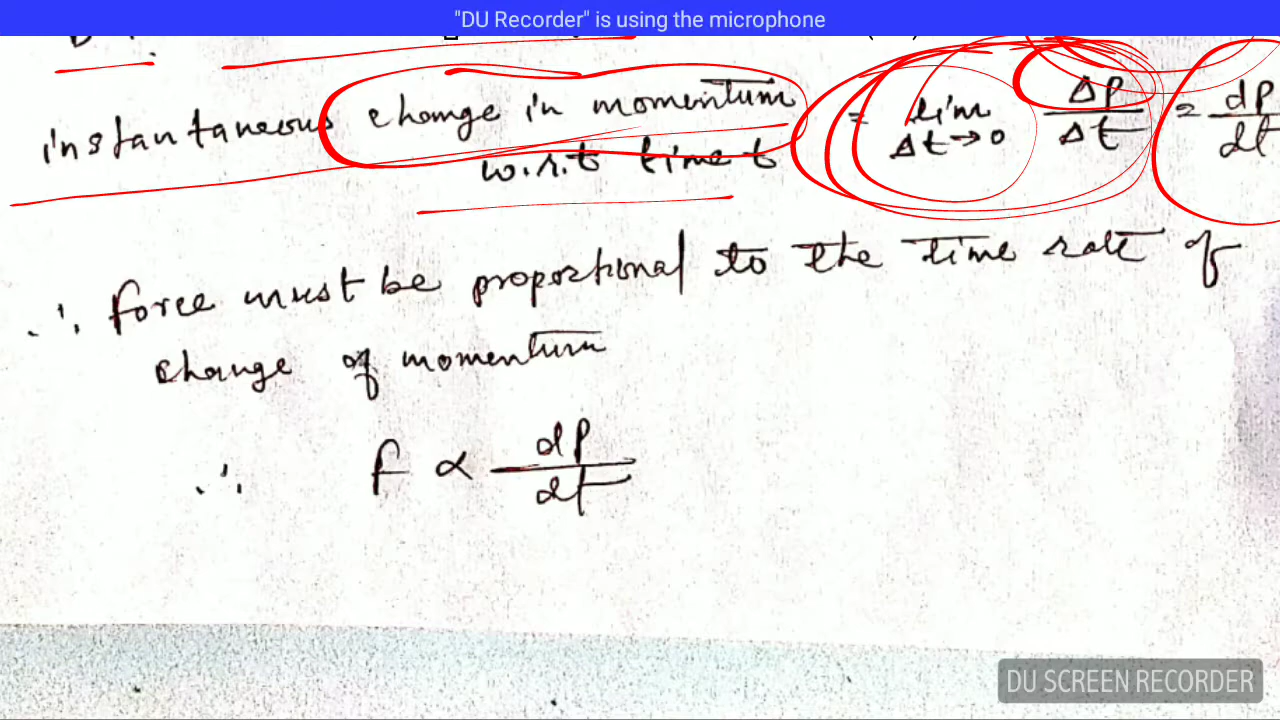 "DU Recorder" is using the microphone
instantaneous change in momentum = lim Δp/Δt = dp/dt
Δt→0
w.r.t time t
∴ force must be proportional to the time rate of
change of momentum
∴ F ∝ dp/dt
DU SCREEN RECORDER